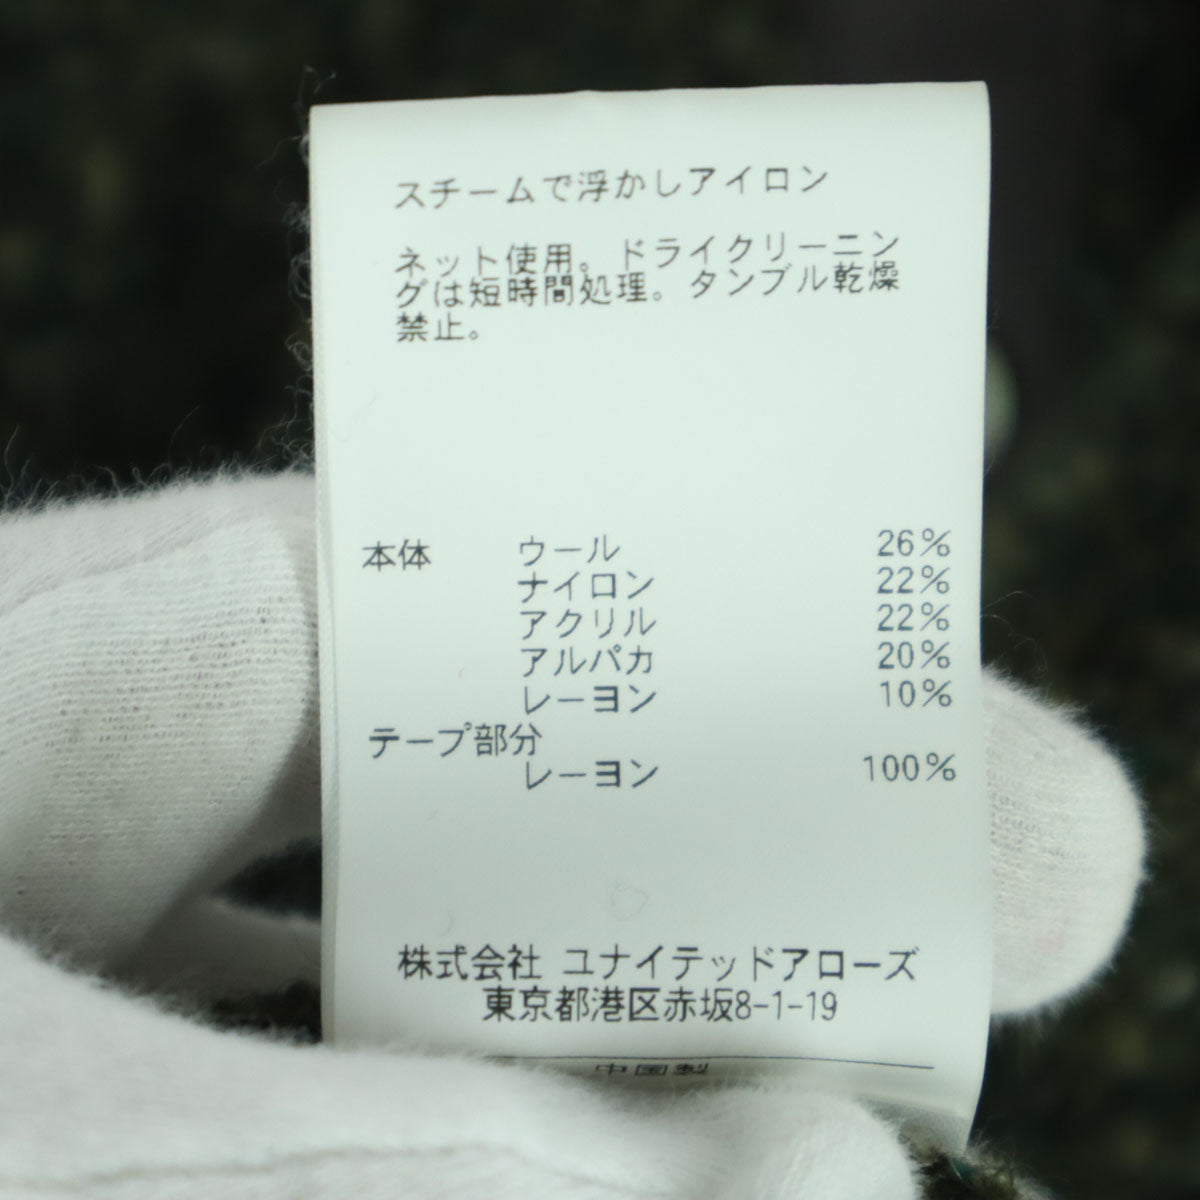 スチームで浮かしアイロン
ネット使用。ドライクリーニン
グは短時間処理。タンブル乾燥
禁止。
本体 ウール 26%
ナイロン 22%
アクリル 22%
アルパカ 20%
レーヨン 10%
テープ部分
レーヨン 100%
株式会社 ユナイテッドアローズ
東京都港区赤坂8-1-19
中国製